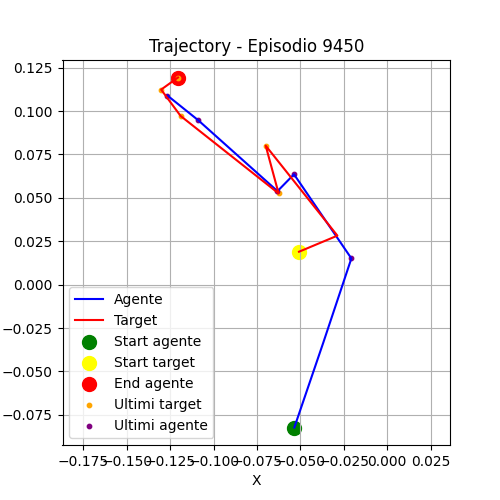 Trajectory - Episodio 9450
0.125
0.100
0.075
0.050
0.025
0.000
−0.025
−0.050
−0.075
Agente
Target
Start agente
Start target
End agente
Ultimi target
Ultimi agente
−0.175 −0.150 −0.125 −0.100 −0.075 −0.050 −0.025 0.000 0.025
X